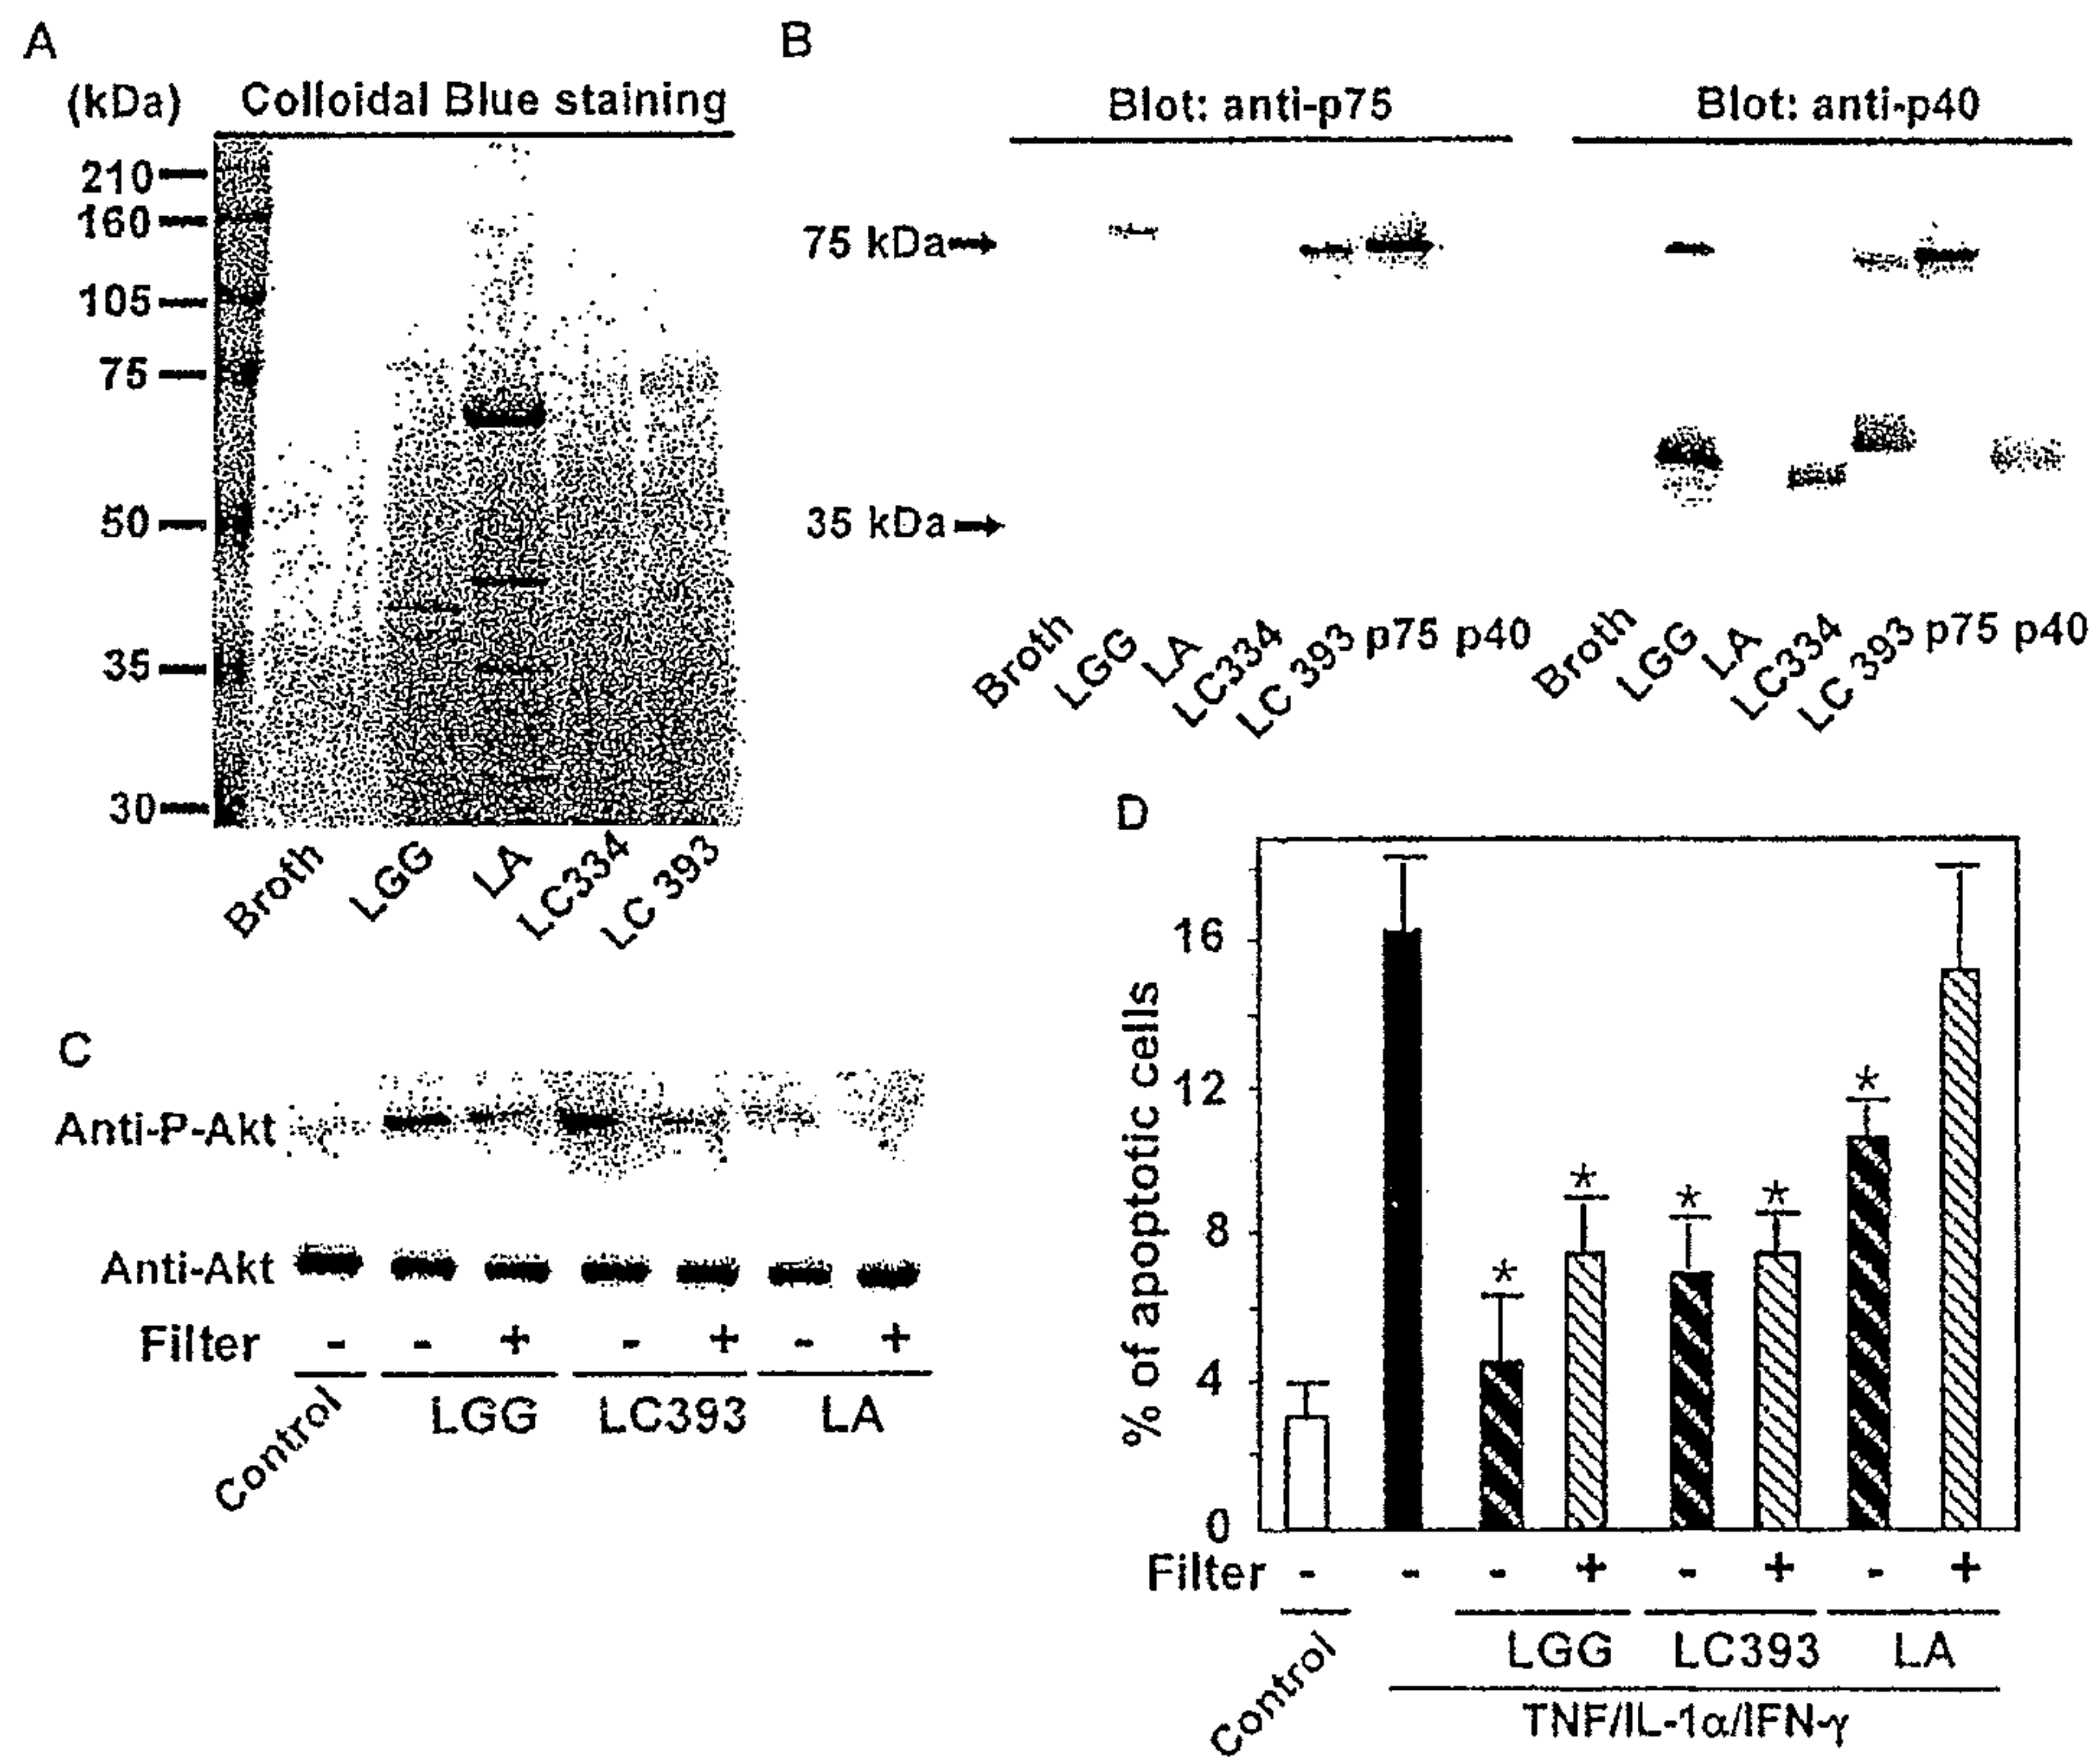 A
(kDa) Colloidal Blue staining
210
160
105
75
50
35
30
Broth LGG LA LC334 LC 393
B
Blot: anti-p75 Blot: anti-p40
75 kDa
35 kDa
Broth LGG LA LC334 LC 393 p75 p40 Broth LGG LA LC334 LC 393 p75 p40
C
Anti-P-Akt
Anti-Akt
Filter - - + - + - +
Control LGG LC393 LA
D
% of apoptotic cells
16
12
8
4
0
* * * * *
Filter - - - + - + - +
Control LGG LC393 LA
TNF/IL-1α/IFN-γ